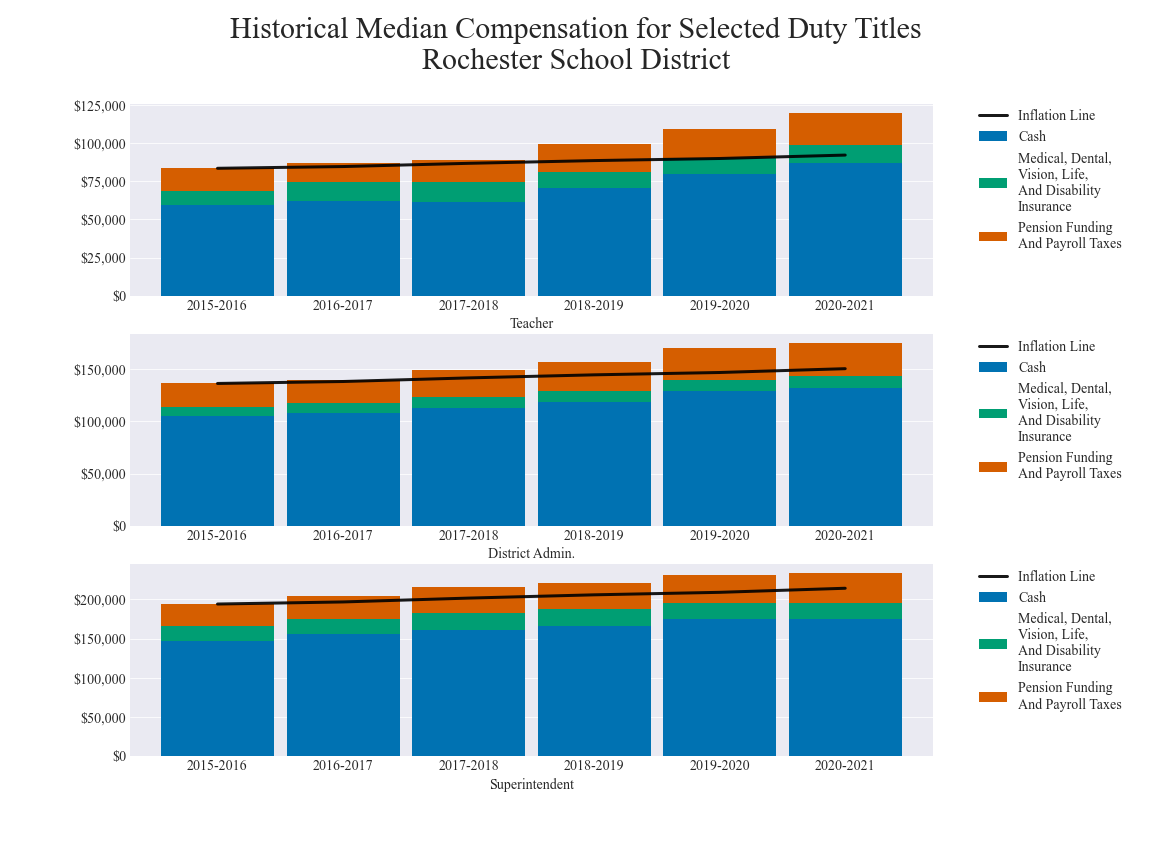 Historical Median Compensation for Selected Duty Titles
Rochester School District
$125,000
$100,000
$75,000
$50,000
$25,000
$0
2015-2016 2016-2017 2017-2018 2018-2019 2019-2020 2020-2021
Teacher
Inflation Line
Cash
Medical, Dental,
Vision, Life,
And Disability
Insurance
Pension Funding
And Payroll Taxes
$150,000
$100,000
$50,000
$0
2015-2016 2016-2017 2017-2018 2018-2019 2019-2020 2020-2021
District Admin.
Inflation Line
Cash
Medical, Dental,
Vision, Life,
And Disability
Insurance
Pension Funding
And Payroll Taxes
$200,000
$150,000
$100,000
$50,000
$0
2015-2016 2016-2017 2017-2018 2018-2019 2019-2020 2020-2021
Superintendent
Inflation Line
Cash
Medical, Dental,
Vision, Life,
And Disability
Insurance
Pension Funding
And Payroll Taxes